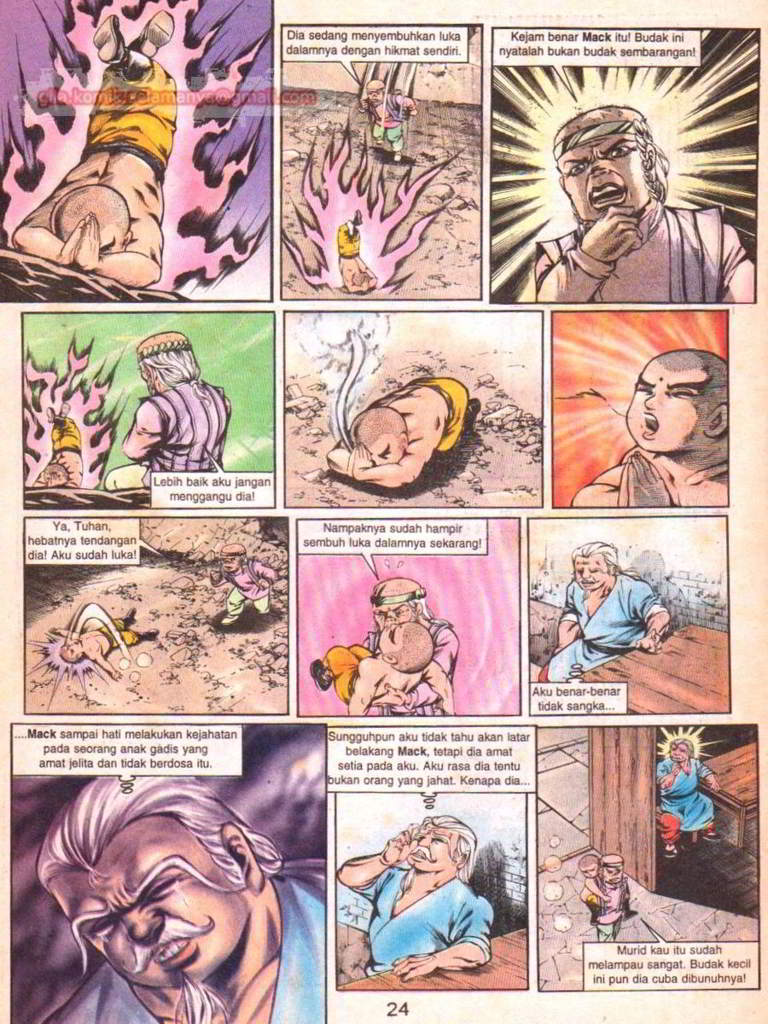 Dia sedang menyembuhkan luka
dalamnya dengan hikmat sendiri.
Kejam benar Mack itu! Budak ini
nyatalah bukan budak sembarangan!
Lebih baik aku jangan
menggangu dia!
Ya, Tuhan,
hebatnya tendangan
dia! Aku sudah luka!
Nampaknya sudah hampir
sembuh luka dalamnya sekarang!
Aku benar-benar
tidak sangka...
....Mack sampai hati melakukan kejahatan
pada seorang anak gadis yang
amat jelita dan tidak berdosa itu.
Sungguhpun aku tidak tahu akan latar
belakang Mack, tetapi dia amat
setia pada aku. Aku rasa dia tentu
bukan orang yang jahat. Kenapa dia...
Murid kau itu sudah
melampau sangat. Budak kecil
ini pun dia cuba dibunuhnya!
24